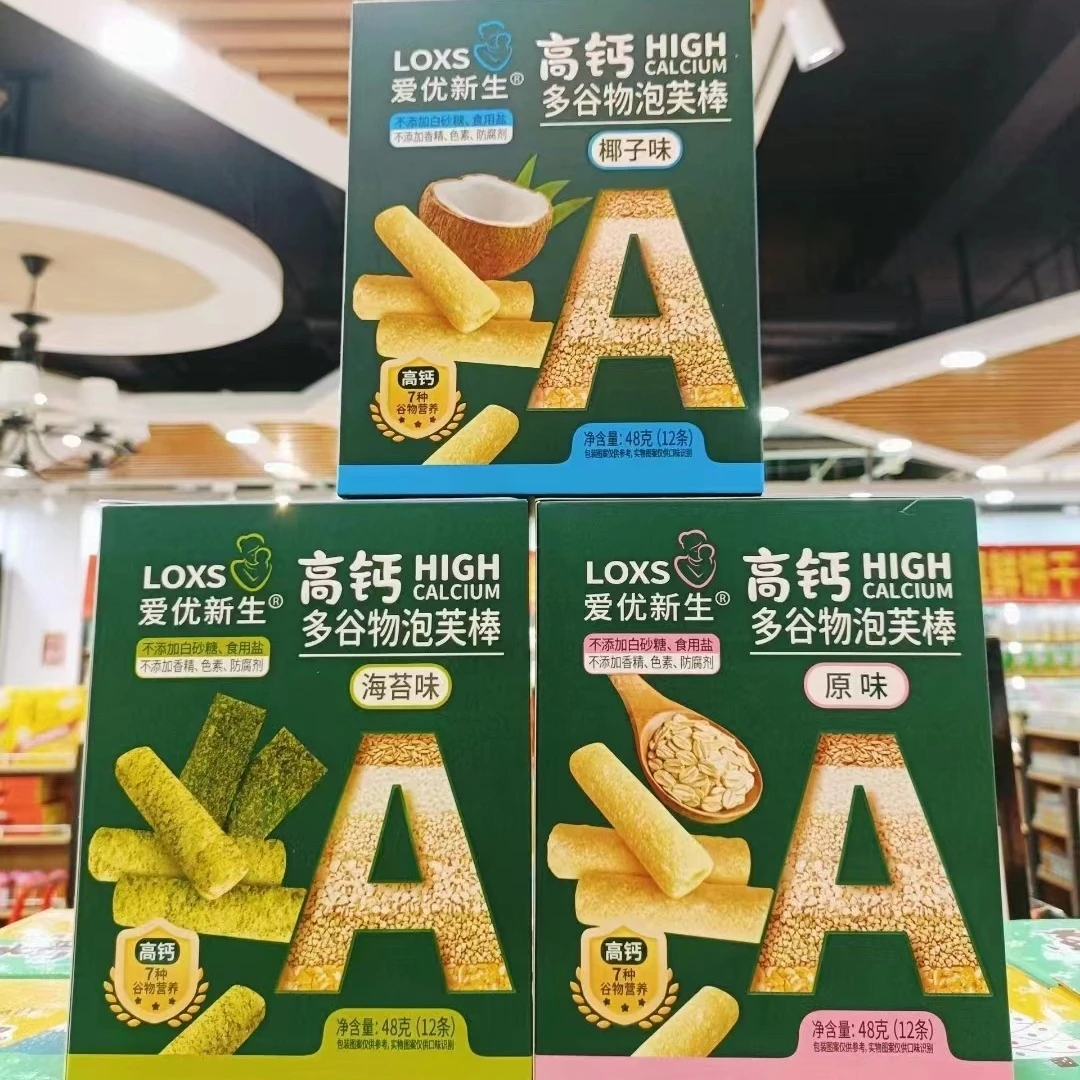 LOXS
爱优新生®
不添加白砂糖、食用盐
不添加香精、色素、防腐剂
高钙 HIGH CALCIUM
多谷物泡芙棒
椰子味
A
高钙
7种
谷物营养
净含量: 48克 (12条)
包装图案仅供参考, 实物图案仅供口味识别
LOXS
爱优新生®
不添加白砂糖、食用盐
不添加香精、色素、防腐剂
高钙 HIGH CALCIUM
多谷物泡芙棒
海苔味
A
高钙
7种
谷物营养
净含量: 48克 (12条)
包装图案仅供参考, 实物图案仅供口味识别
LOXS
爱优新生®
不添加白砂糖、食用盐
不添加香精、色素、防腐剂
高钙 HIGH CALCIUM
多谷物泡芙棒
原味
A
高钙
7种
谷物营养
净含量: 48克 (12条)
包装图案仅供参考, 实物图案仅供口味识别
饼干